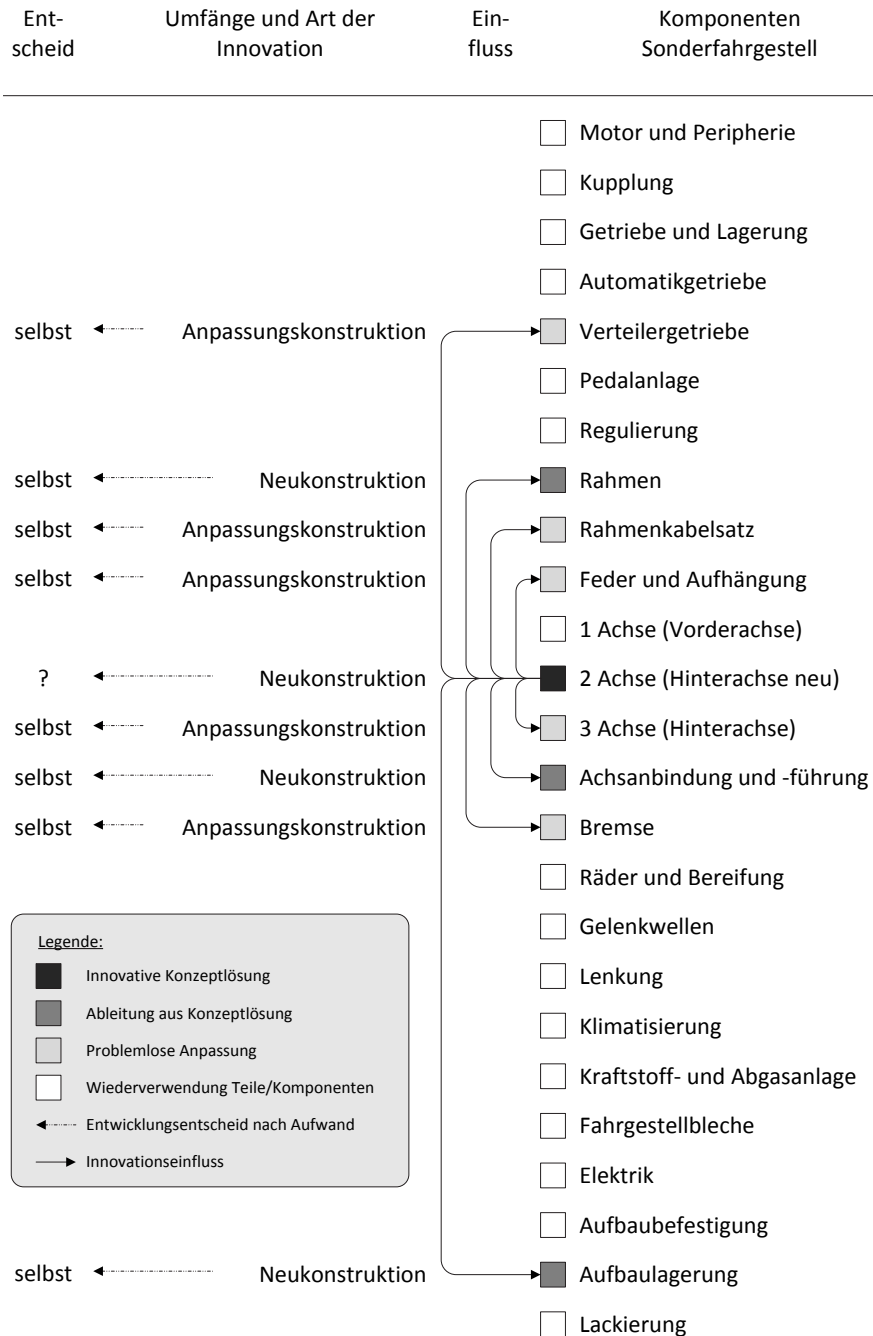 Ent-
scheid
Umfänge und Art der
Innovation
Ein-
fluss
Komponenten
Sonderfahrgestell
Motor und Peripherie
Kupplung
Getriebe und Lagerung
Automatikgetriebe
selbst Anpassungskonstruktion Verteilergetriebe
Pedalanlage
Regulierung
selbst Neukonstruktion Rahmen
selbst Anpassungskonstruktion Rahmenkabelsatz
selbst Anpassungskonstruktion Feder und Aufhängung
1 Achse (Vorderachse)
? Neukonstruktion 2 Achse (Hinterachse neu)
selbst Anpassungskonstruktion 3 Achse (Hinterachse)
selbst Neukonstruktion Achsanbindung und -führung
selbst Anpassungskonstruktion Bremse
Räder und Bereifung
Gelenkwellen
Lenkung
Klimatisierung
Kraftstoff- und Abgasanlage
Fahrgestellbleche
Elektrik
Aufbaubefestigung
selbst Neukonstruktion Aufbaulagerung
Lackierung
Legende:
Innovative Konzeptlösung
Ableitung aus Konzeptlösung
Problemlose Anpassung
Wiederverwendung Teile/Komponenten
Entwicklungsentscheid nach Aufwand
Innovationseinfluss